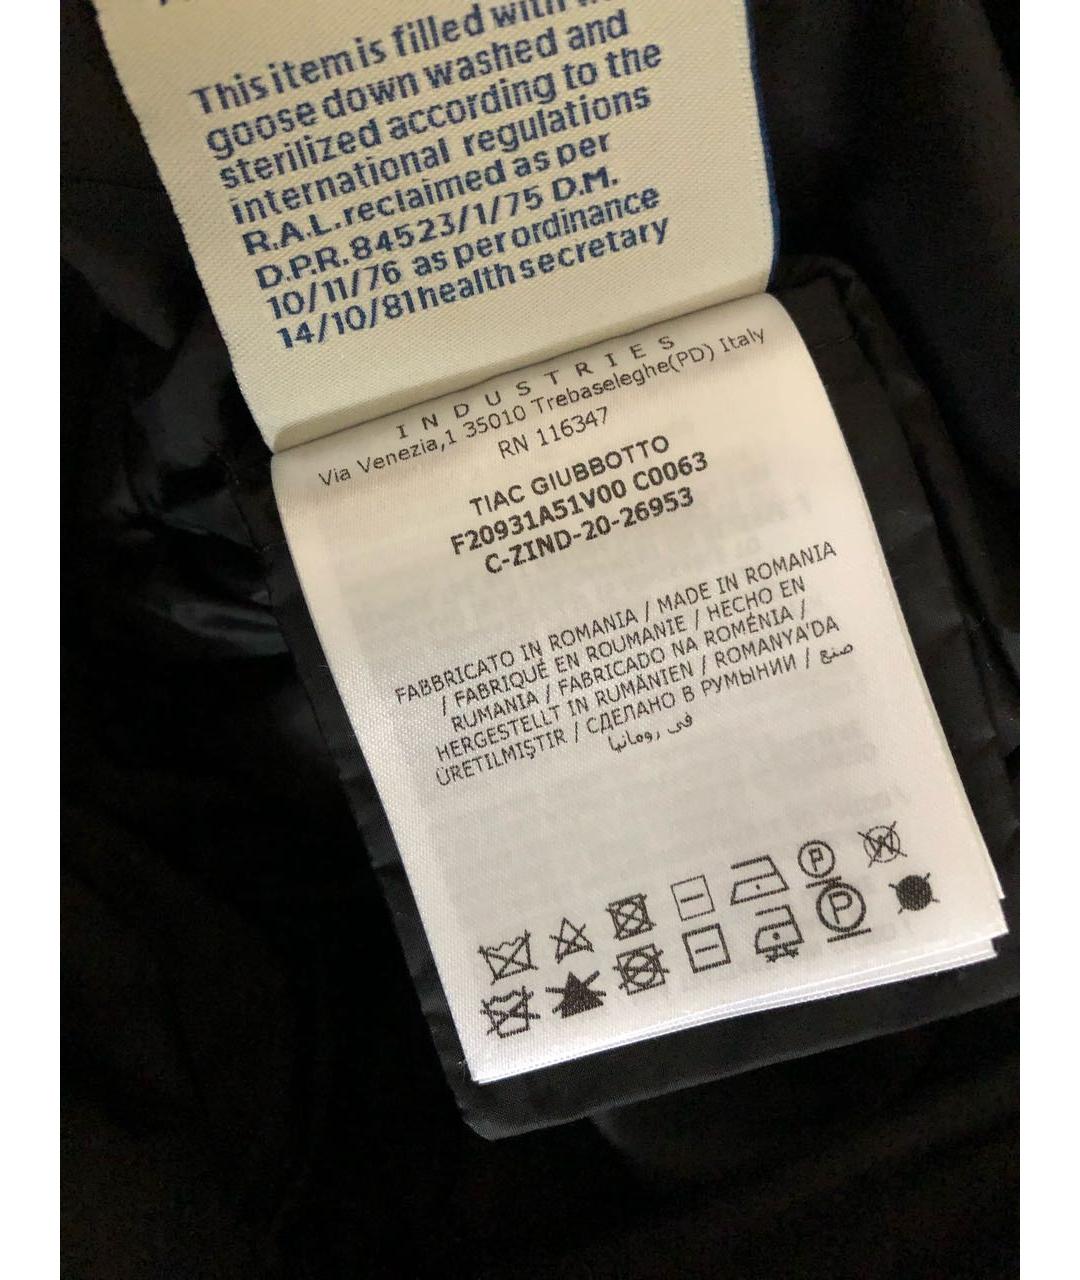 This item is filled with
goose down washed and
sterilized according to the
international regulations
R.A.L. reclaimed as per
D.P.R. 84523/1/75 D.M.
10/11/76 as per ordinance
14/10/81 health secretary
INDUSTRIES
Via Venezia,1 35010 Trebaseleghe(PD) Italy
RN 116347
TIAC GIUBBOTTO
F20931A51V00 C0063
C-ZIND-20-26953
FABBRICATO IN ROMANIA / MADE IN ROMANIA
/ FABRIQUÉ EN ROUMANIE / HECHO EN
RUMANIA / FABRICADO NA ROMÉNIA /
HERGESTELLT IN RUMÄNIEN / ROMANYA'DA
ÜRETILMIŞTIR / СДЕЛАНО В РУМЫНИИ / صنع
في رومانيا
P W
P